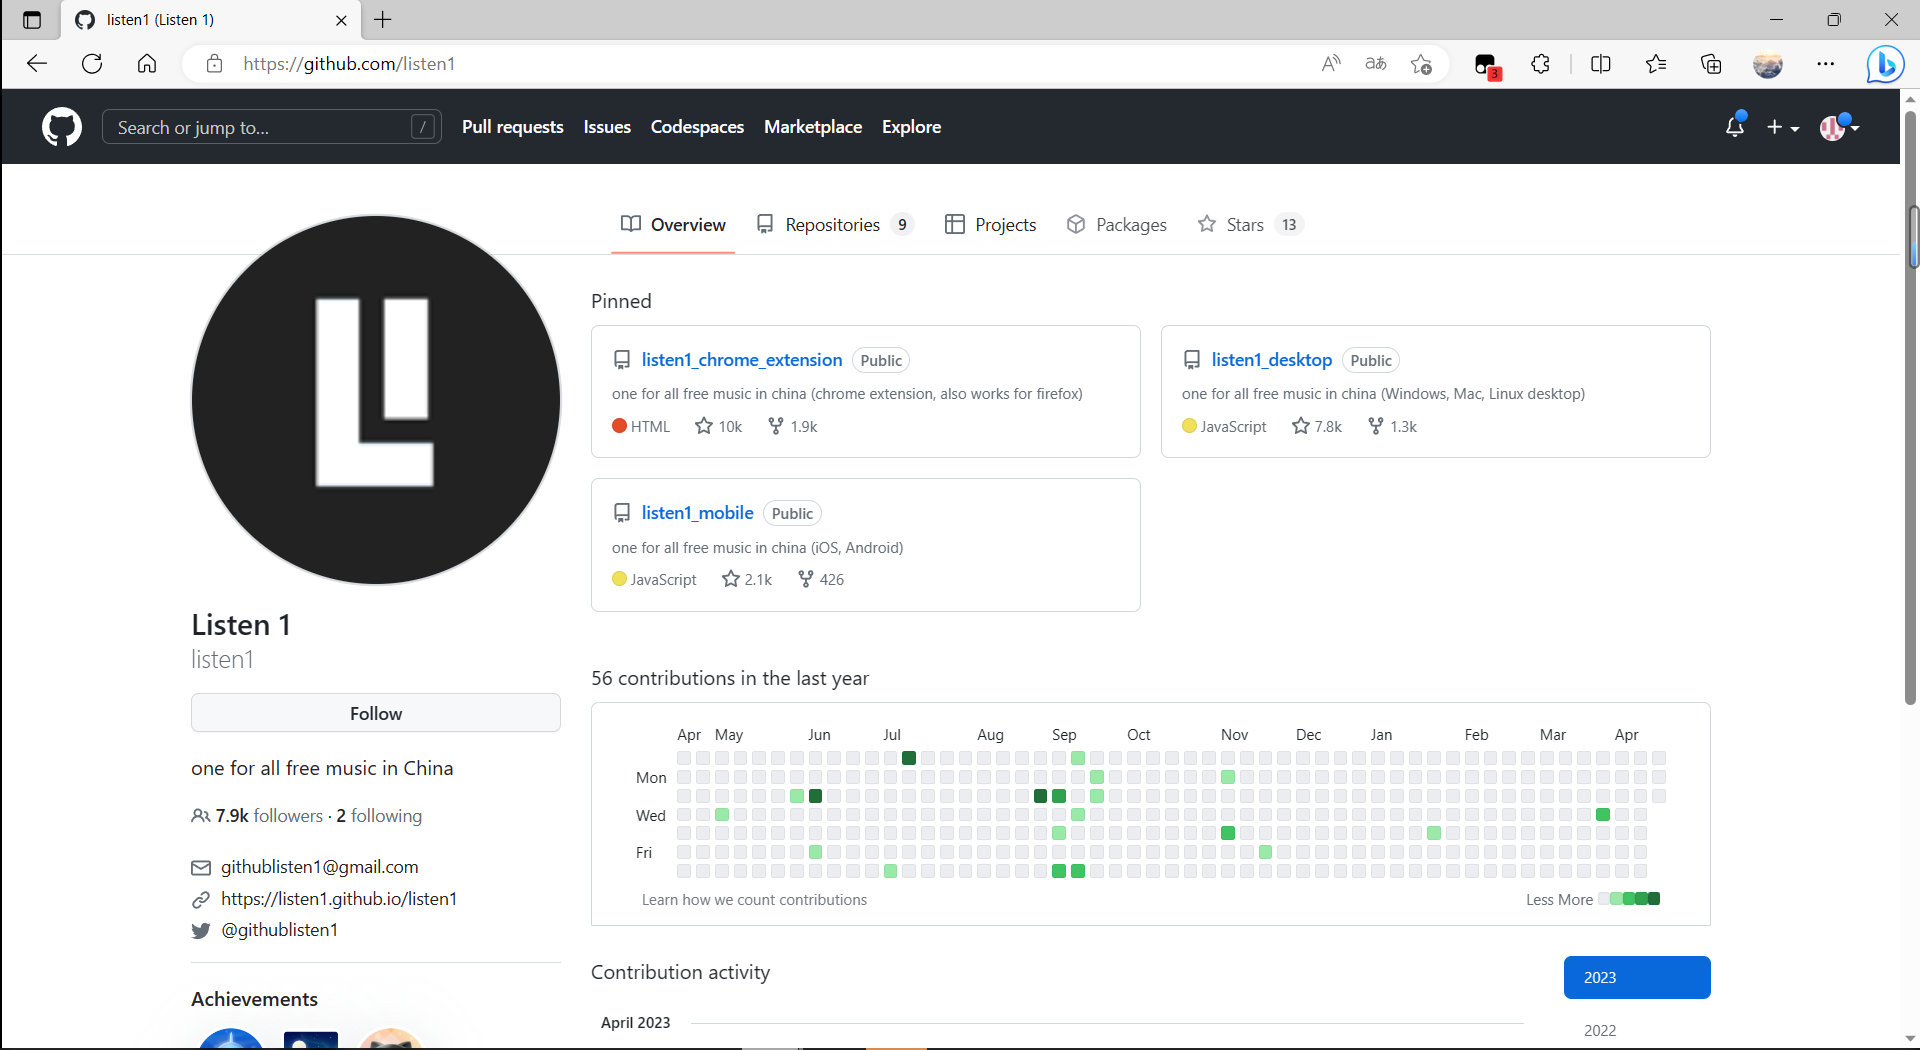 listen1 (Listen 1)
https://github.com/listen1
3
Search or jump to... /
Pull requests Issues Codespaces Marketplace Explore
Overview Repositories 9 Projects Packages Stars 13
Pinned
listen1_chrome_extension Public
one for all free music in china (chrome extension, also works for firefox)
HTML 10k 1.9k
listen1_desktop Public
one for all free music in china (Windows, Mac, Linux desktop)
JavaScript 7.8k 1.3k
listen1_mobile Public
one for all free music in china (iOS, Android)
JavaScript 2.1k 426
Listen 1
listen1
Follow
one for all free music in China
7.9k followers · 2 following
githublisten1@gmail.com
https://listen1.github.io/listen1
@githublisten1
Achievements
56 contributions in the last year
Apr May Jun Jul Aug Sep Oct Nov Dec Jan Feb Mar Apr
Mon
Wed
Fri
Learn how we count contributions
Less More
Contribution activity
2023
April 2023
2022